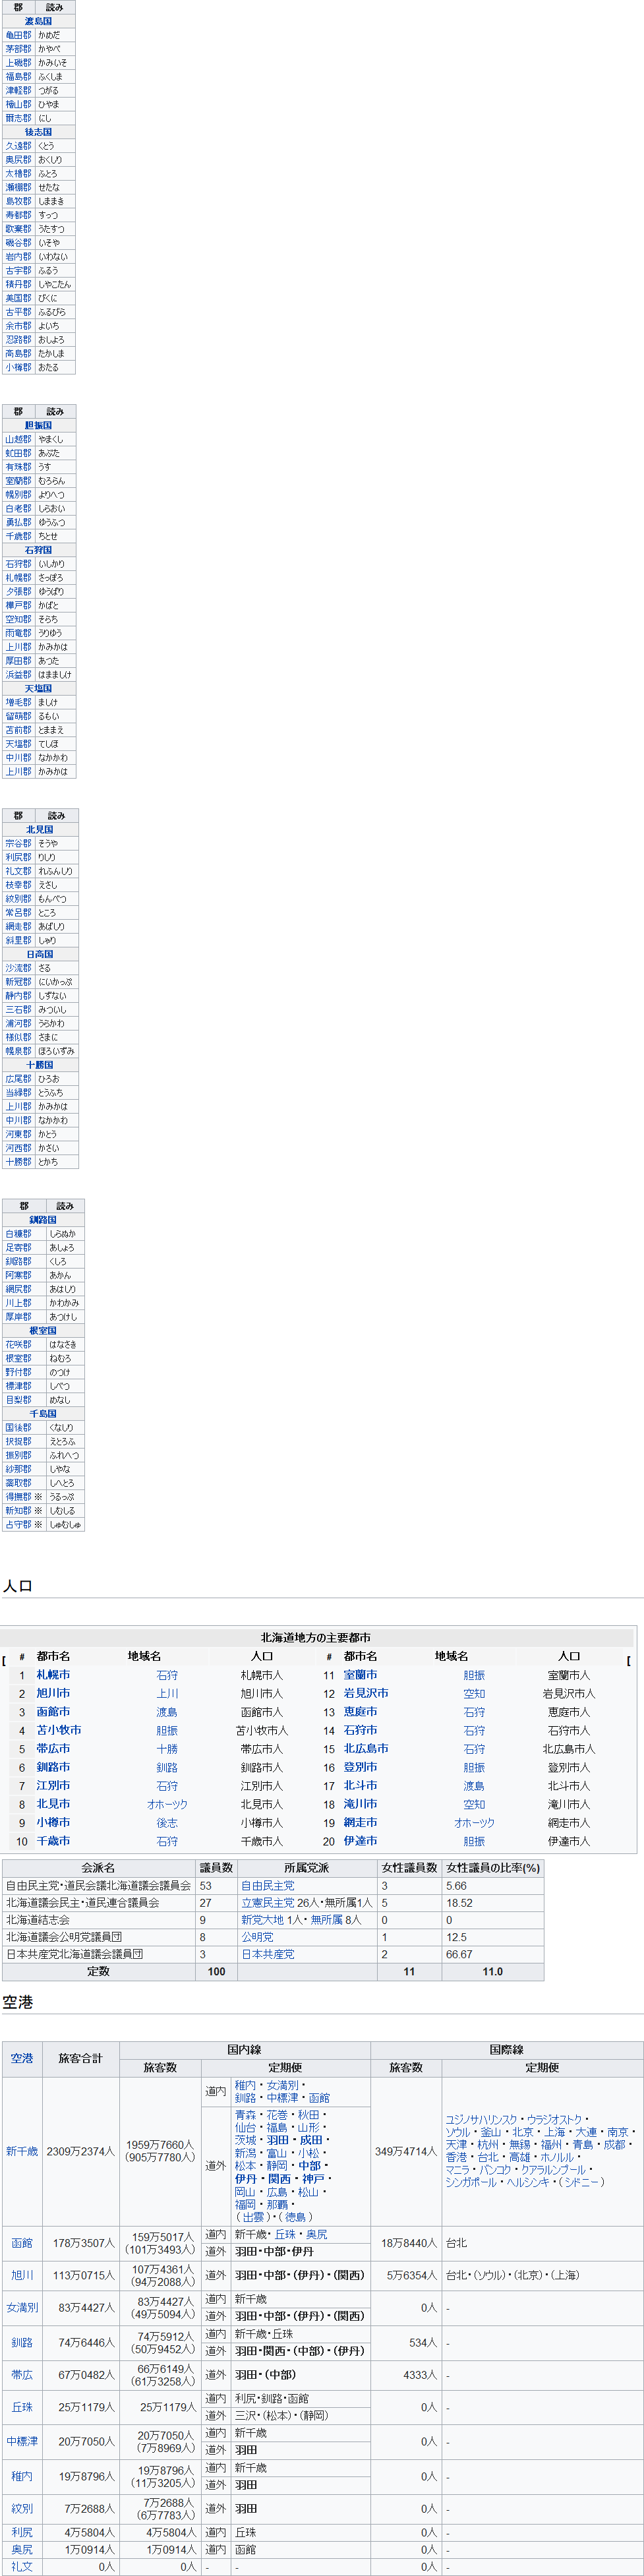 郡 読み
渡島国
亀田郡 かめだ
茅部郡 かやべ
上磯郡 かみいそ
福島郡 ふくしま
津軽郡 つがる
檜山郡 ひやま
爾志郡 にし
後志国
久遠郡 くとう
奥尻郡 おくしり
太櫓郡 ふとろ
瀬棚郡 せたな
島牧郡 しままき
寿都郡 すっつ
歌棄郡 うたすつ
磯谷郡 いそや
岩内郡 いわない
古宇郡 ふるう
積丹郡 しやこたん
美国郡 びくに
古平郡 ふるびら
余市郡 よいち
忍路郡 おしよろ
高島郡 たかしま
小樽郡 おたる
郡 読み
胆振国
山越郡 やまくし
虻田郡 あぶた
有珠郡 うす
室蘭郡 むろらん
幌別郡 よりへつ
白老郡 しらおい
勇払郡 ゆうふつ
千歳郡 ちとせ
石狩国
石狩郡 いしかり
札幌郡 さっぽろ
夕張郡 ゆうばり
樺戸郡 かばと
空知郡 そらち
雨竜郡 うりゆう
上川郡 かみかは
厚田郡 あつた
浜益郡 はまましけ
天塩国
増毛郡 ましけ
留萌郡 るもい
苫前郡 とままえ
天塩郡 てしほ
中川郡 なかかわ
上川郡 かみかは
郡 読み
北見国
宗谷郡 そうや
利尻郡 りしり
礼文郡 れふんしり
枝幸郡 えさし
紋別郡 もんべつ
常呂郡 ところ
網走郡 あばしり
斜里郡 しゃり
日高国
沙流郡 さる
新冠郡 にいかっぷ
静内郡 しずない
三石郡 みついし
浦河郡 うらかわ
様似郡 さまに
幌泉郡 ほろいずみ
十勝国
広尾郡 ひろお
当縁郡 とうふち
上川郡 かみかは
中川郡 なかかわ
河東郡 かとう
河西郡 かさい
十勝郡 とかち
郡 読み
釧路国
白糠郡 しらぬか
足寄郡 あしょろ
釧路郡 くしろ
阿寒郡 あかん
網尻郡 あはしり
川上郡 かわかみ
厚岸郡 あつけし
根室国
花咲郡 はなさき
根室郡 ねむろ
野付郡 のつけ
標津郡 しべつ
目梨郡 めなし
千島国
国後郡 くなしり
択捉郡 えとろふ
振別郡 ふれへつ
紗那郡 しやな
蘂取郡 しへとろ
得撫郡 ※ うるっぷ
新知郡 ※ しむしる
占守郡 ※ しゅむしゅ
人口
北海道地方の主要都市
[ # 都市名 地域名 人口 # 都市名 地域名 人口 [
1 札幌市 石狩 札幌市人 11 室蘭市 胆振 室蘭市人
2 旭川市 上川 旭川市人 12 岩見沢市 空知 岩見沢市人
3 函館市 渡島 函館市人 13 恵庭市 石狩 恵庭市人
4 苫小牧市 胆振 苫小牧市人 14 石狩市 石狩 石狩市人
5 帯広市 十勝 帯広市人 15 北広島市 石狩 北広島市人
6 釧路市 釧路 釧路市人 16 登別市 胆振 登別市人
7 江別市 石狩 江別市人 17 北斗市 渡島 北斗市人
8 北見市 オホーツク 北見市人 18 滝川市 空知 滝川市人
9 小樽市 後志 小樽市人 19 網走市 オホーツク 網走市人
10 千歳市 石狩 千歳市人 20 伊達市 胆振 伊達市人
会派名 議員数 所属党派 女性議員数 女性議員の比率(%)
自由民主党・道民会議北海道議会議員会 53 自由民主党 3 5.66
北海道議会民主・道民連合議員会 27 立憲民主党 26人・無所属1人 5 18.52
北海道結志会 9 新党大地 1人・ 無所属 8人 0 0
北海道議会公明党議員団 8 公明党 1 12.5
日本共産党北海道議会議員団 3 日本共産党 2 66.67
定数 100 11 11.0
空港
空港 旅客合計 国内線 国際線
旅客数 定期便 旅客数 定期便
新千歳 2309万2374人 1959万7660人 (905万7780人) 道内 稚内・女満別・
釧路・中標津・函館
道外 青森・花巻・秋田・
仙台・福島・山形・
茨城・羽田・成田・
新潟・富山・小松・
松本・静岡・中部・
伊丹・関西・神戸・
岡山・広島・松山・
福岡・那覇・
(出雲)・(徳島)
349万4714人 ユジノサハリンスク・ウラジオストク・
ソウル・釜山・北京・上海・大連・南京・
天津・杭州・無錫・福州・青島・成都・
香港・台北・高雄・ホノルル・
マニラ・バンコク・クアラルンプール・
シンガポール・ヘルシンキ・(シドニー)
函館 178万3507人 159万5017人 (101万3493人) 道内 新千歳・丘珠・奥尻 18万8440人 台北
道外 羽田・中部・伊丹
旭川 113万0715人 107万4361人 (94万2088人) 道外 羽田・中部・(伊丹)・(関西) 5万6354人 台北・(ソウル)・(北京)・(上海)
女満別 83万4427人 83万4427人 (49万5094人) 道内 新千歳 0人 -
道外 羽田・中部・(伊丹)・(関西)
釧路 74万6446人 74万5912人 (50万9452人) 道内 新千歳・丘珠 534人 -
道外 羽田・関西・(中部)・(伊丹)
帯広 67万0482人 66万6149人 (61万3258人) 道外 羽田・(中部) 4333人 -
丘珠 25万1179人 25万1179人 道内 利尻・釧路・函館 0人 -
道外 三沢・(松本)・(静岡)
中標津 20万7050人 20万7050人 (7万8969人) 道内 新千歳 0人 -
道外 羽田
稚内 19万8796人 19万8796人 (11万3205人) 道内 新千歳 0人 -
道外 羽田
紋別 7万2688人 7万2688人 (6万7783人) 道外 羽田 0人 -
利尻 4万5804人 4万5804人 道内 丘珠 0人 -
奥尻 1万0914人 1万0914人 道内 函館 0人 -
礼文 0人 0人 - - 0人 -